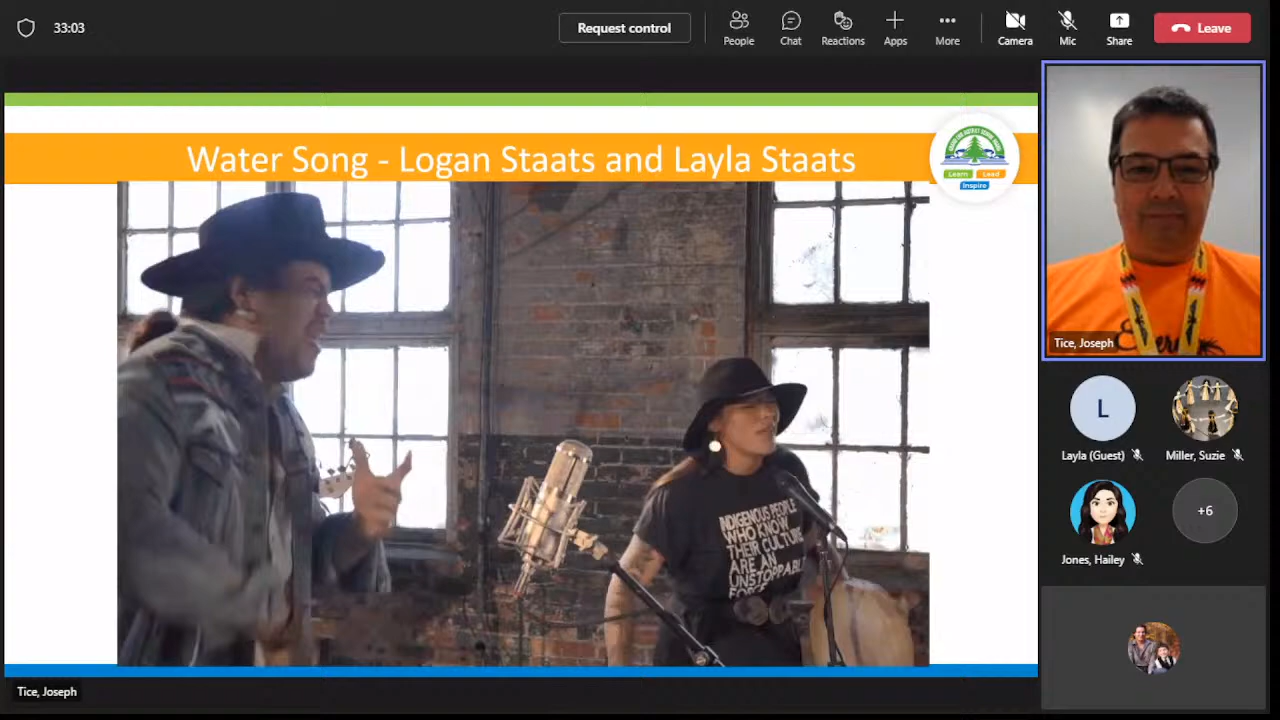 33:03
Request control
People
Chat
Reactions
Apps
More
Camera
Mic
Share
Leave
Water Song - Logan Staats and Layla Staats
Learn
Lead
Inspire
INDIGENOUS PEOPLE
WHO KNOW
THEIR CULTURE
ARE AN
UNSTOPPABLE
FORCE
Tice, Joseph
L
Layla (Guest)
Miller, Suzie
Jones, Hailey
+6
Tice, Joseph